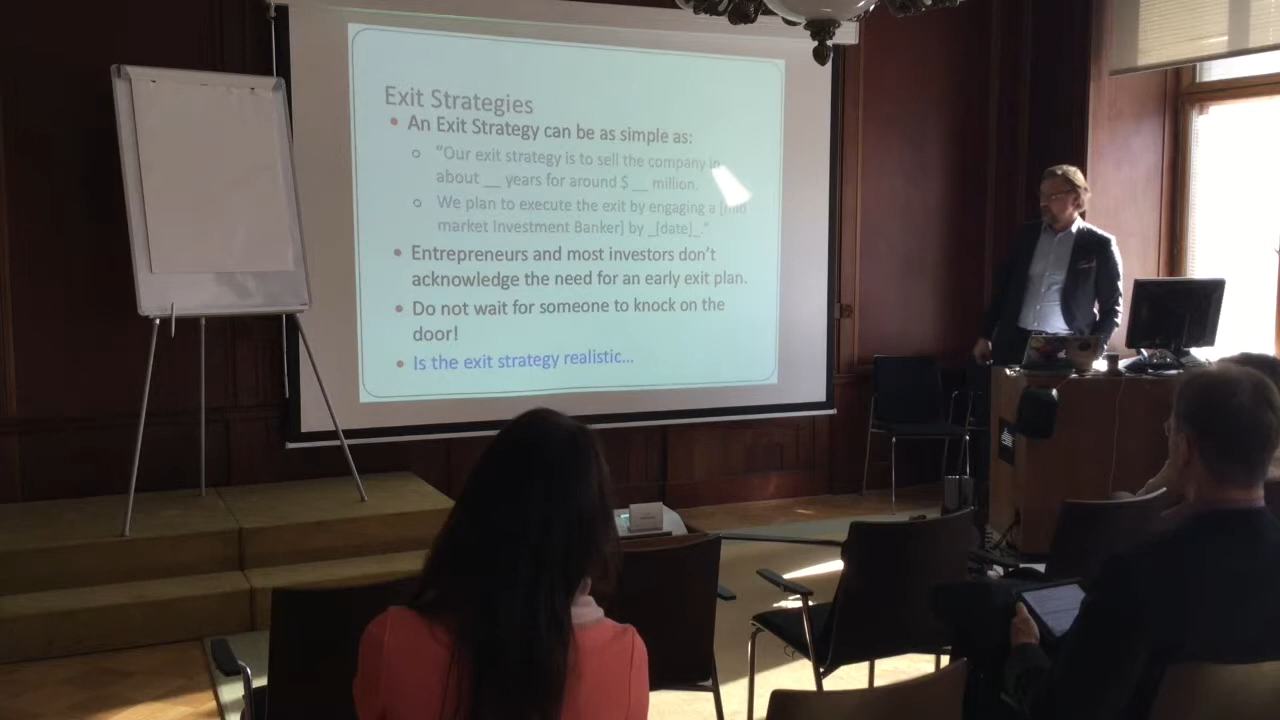 Exit Strategies
• An Exit Strategy can be as simple as:
o "Our exit strategy is to sell the company in
about __ years for around $ __ million.
o We plan to execute the exit by engaging a [mid
market Investment Banker] by _[date]_."
• Entrepreneurs and most investors don't
acknowledge the need for an early exit plan.
• Do not wait for someone to knock on the
door!
• Is the exit strategy realistic...